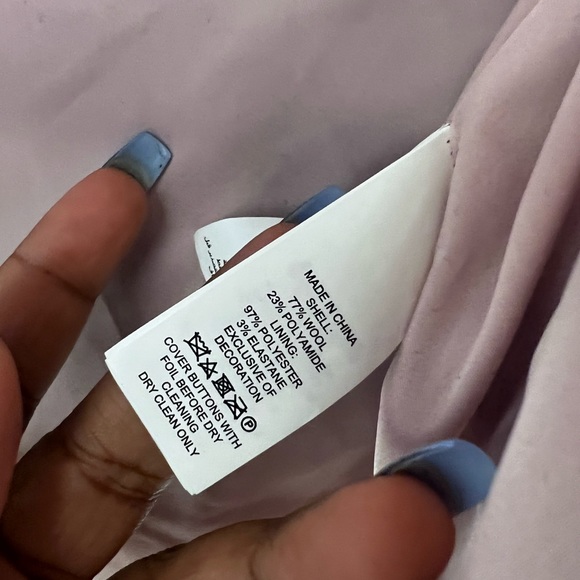 MADE IN CHINA
SHELL:
77% WOOL
23% POLYAMIDE
LINING:
97% POLYESTER
3% ELASTANE
EXCLUSIVE OF
DECORATION
P
COVER BUTTONS WITH
FOIL BEFORE DRY
CLEANING
DRY CLEAN ONLY